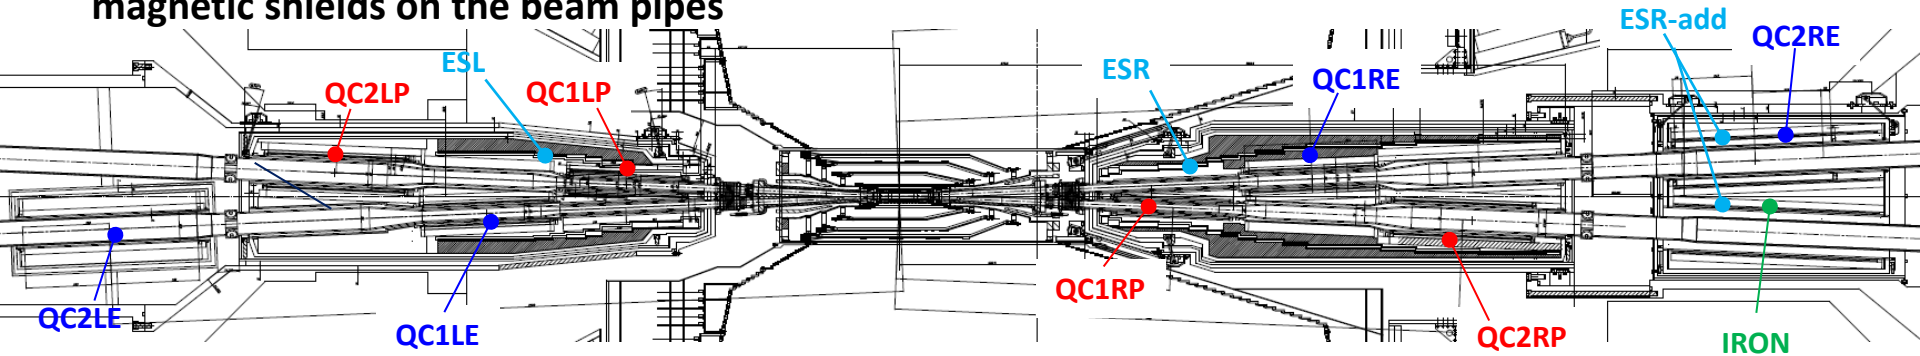 magnetic shields on the beam pipes
ESR-add
QC2RE
ESL
QC2LP
QC1LP
ESR
QC1RE
QC2LE
QC1LE
QC1RP
QC2RP
IRON